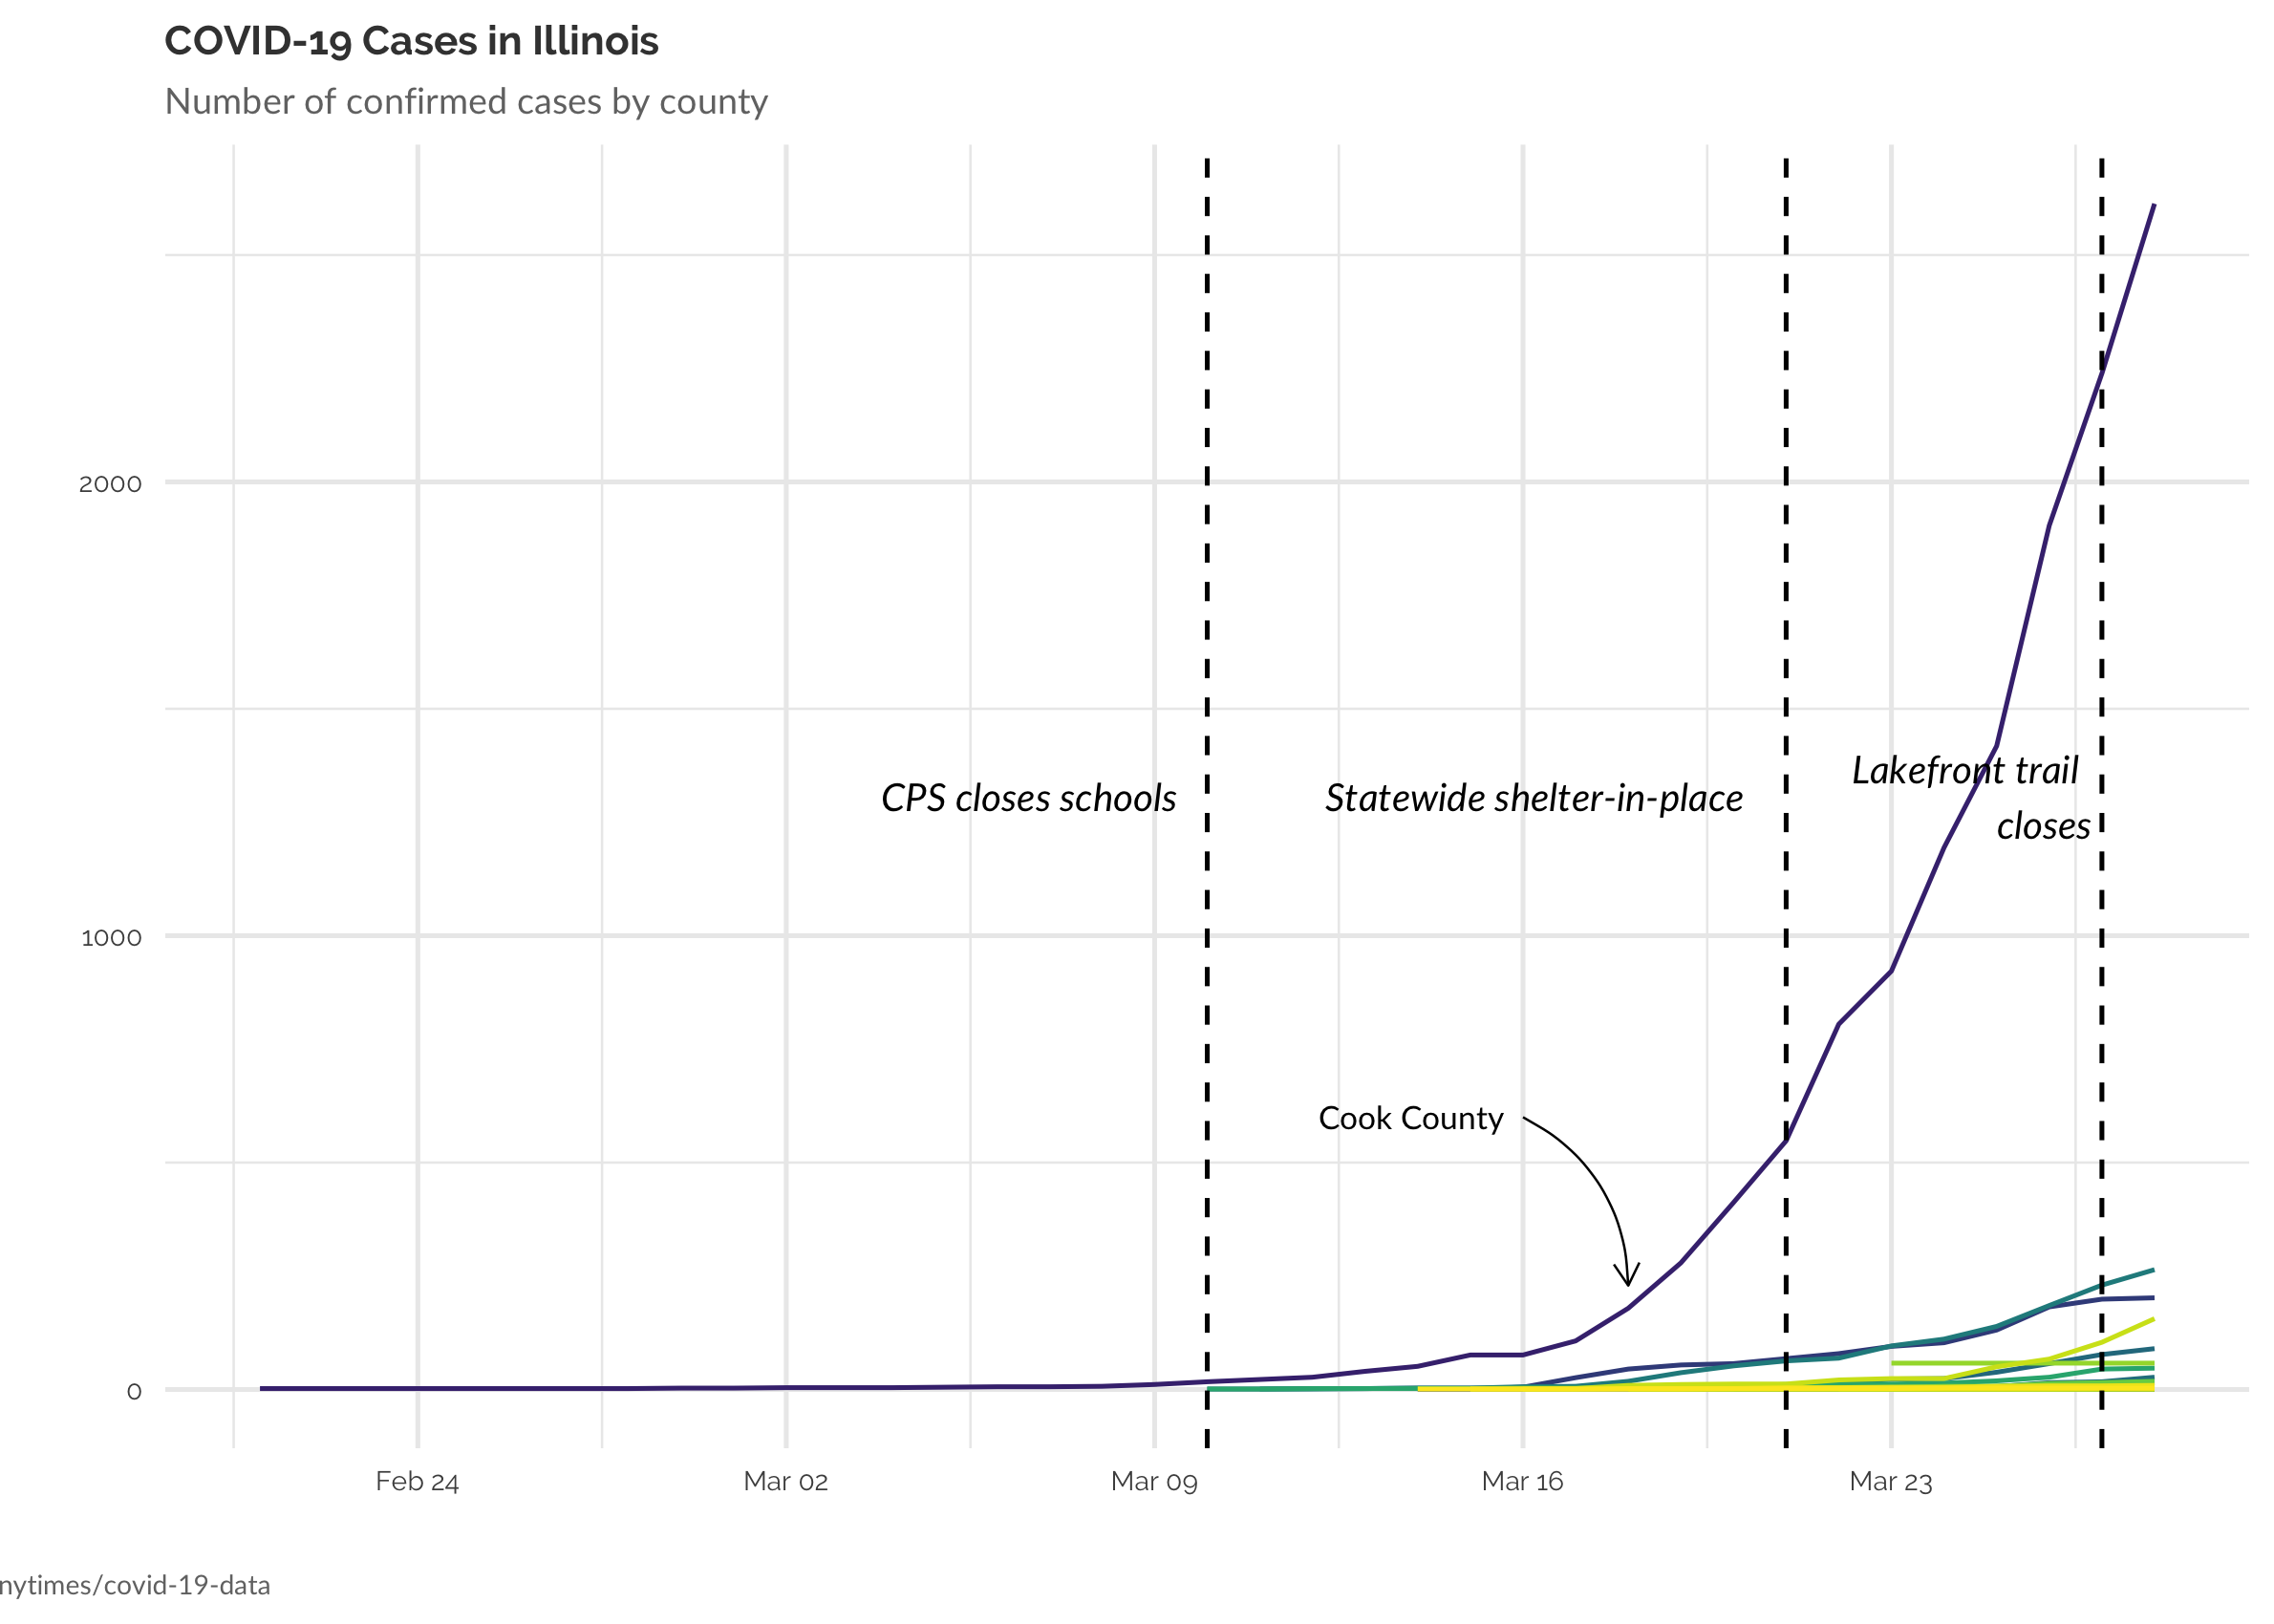 COVID-19 Cases in Illinois
Number of confirmed cases by county
2000
1000
0
CPS closes schools
Statewide shelter-in-place
Lakefront trail
closes
Cook County
Feb 24
Mar 02
Mar 09
Mar 16
Mar 23
nytimes/covid-19-data